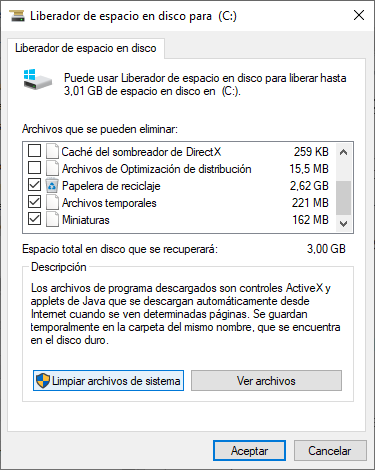 Liberador de espacio en disco para (C:)
Liberador de espacio en disco
Puede usar Liberador de espacio en disco para liberar hasta
3,01 GB de espacio en disco en (C:).
Archivos que se pueden eliminar:
Caché del sombreador de DirectX 259 KB
Archivos de Optimización de distribución 15,5 MB
Papelera de reciclaje 2,62 GB
Archivos temporales 221 MB
Miniaturas 162 MB
Espacio total en disco que se recuperará: 3,00 GB
Descripción
Los archivos de programa descargados son controles ActiveX y
applets de Java que se descargan automáticamente desde
Internet cuando se ven determinadas páginas. Se guardan
temporalmente en la carpeta del mismo nombre, que se encuentra
en el disco duro.
Limpiar archivos de sistema Ver archivos
Aceptar Cancelar